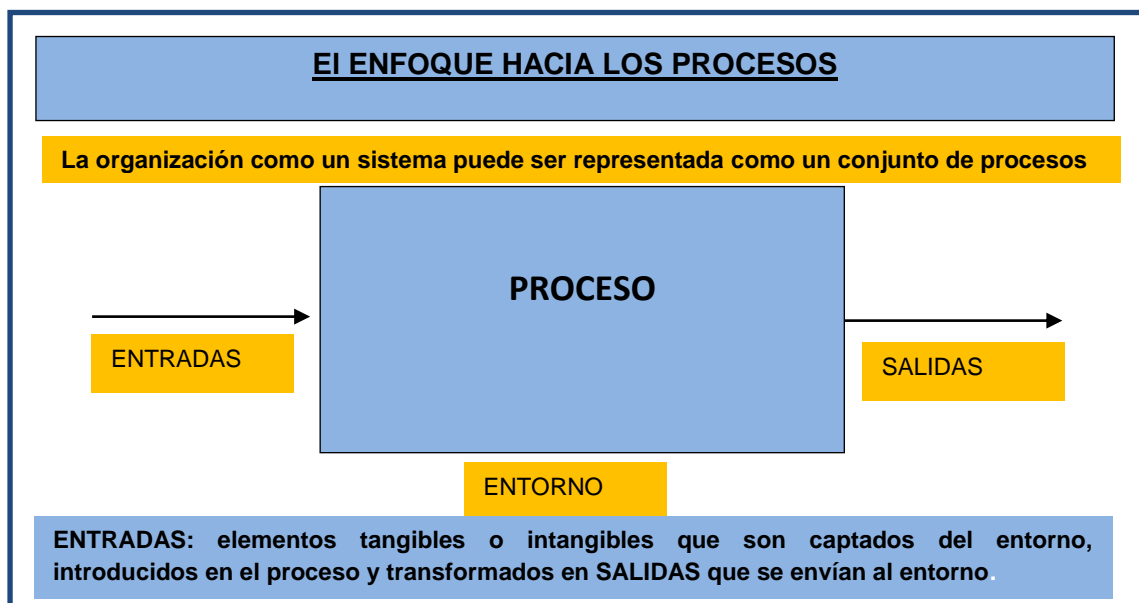 El ENFOQUE HACIA LOS PROCESOS
La organización como un sistema puede ser representada como un conjunto de procesos
PROCESO
ENTRADAS
SALIDAS
ENTORNO
ENTRADAS: elementos tangibles o intangibles que son captados del entorno,
introducidos en el proceso y transformados en SALIDAS que se envían al entorno.